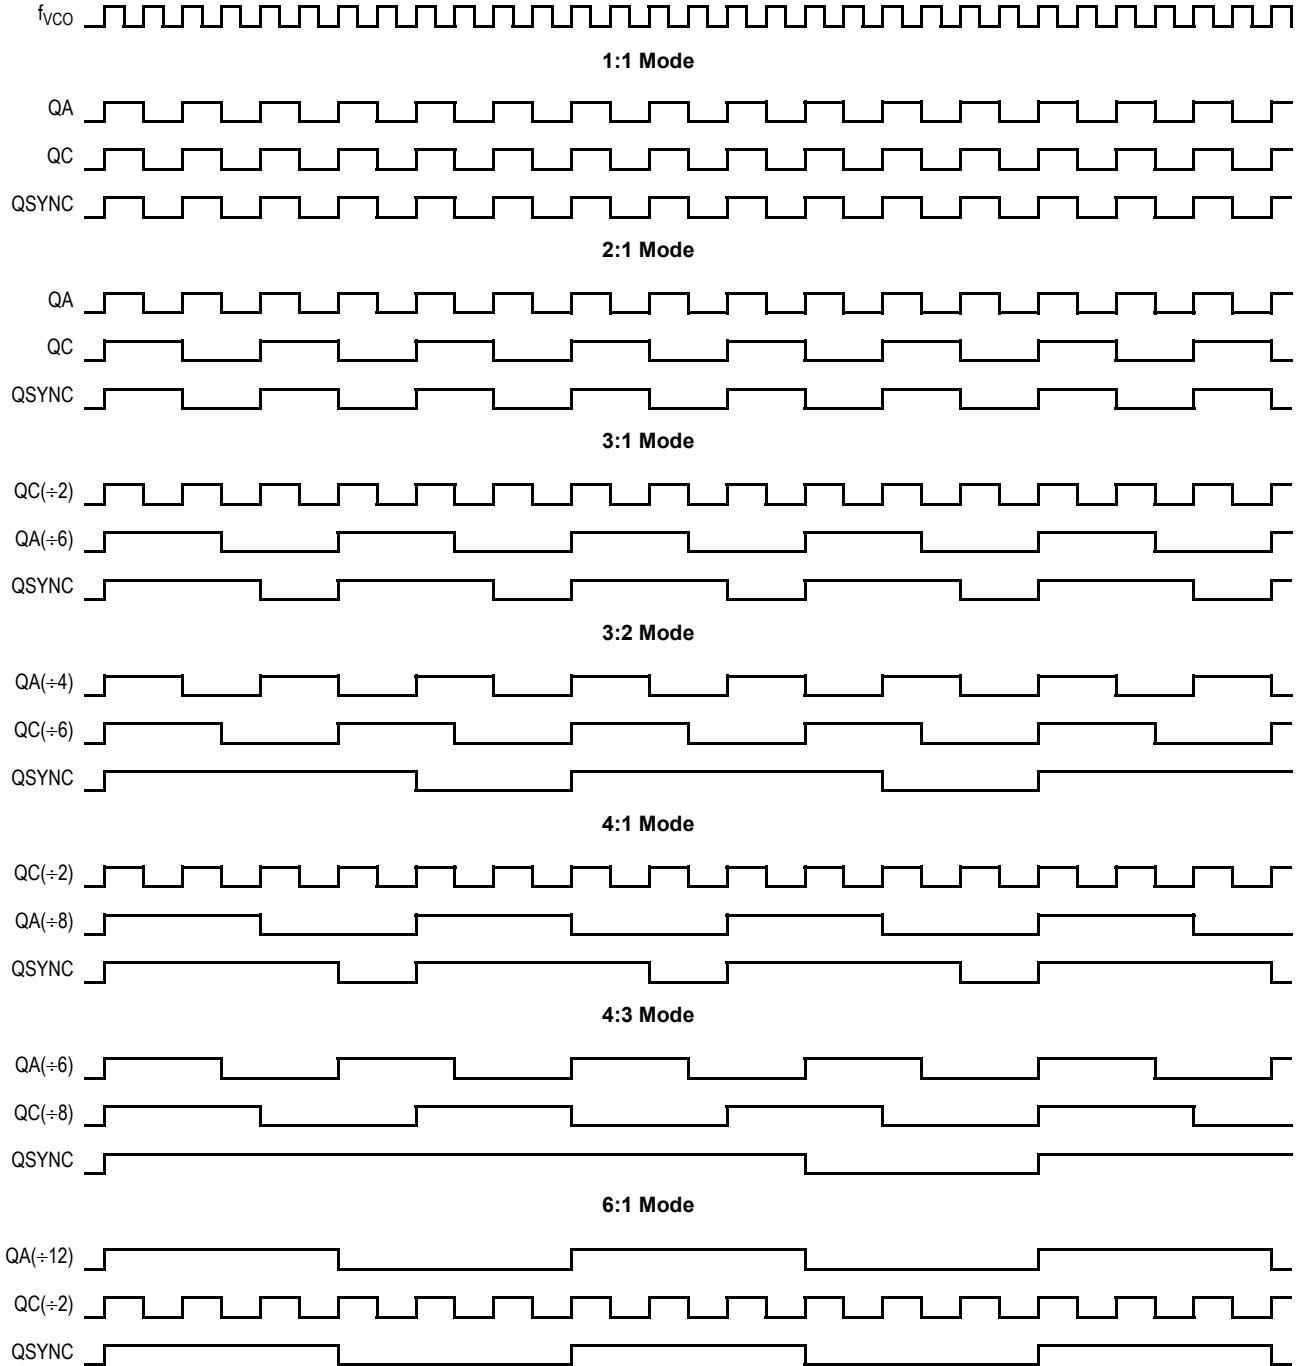 fVCO
1:1 Mode
QA
QC
QSYNC
2:1 Mode
QA
QC
QSYNC
3:1 Mode
QC(÷2)
QA(÷6)
QSYNC
3:2 Mode
QA(÷4)
QC(÷6)
QSYNC
4:1 Mode
QC(÷2)
QA(÷8)
QSYNC
4:3 Mode
QA(÷6)
QC(÷8)
QSYNC
6:1 Mode
QA(÷12)
QC(÷2)
QSYNC